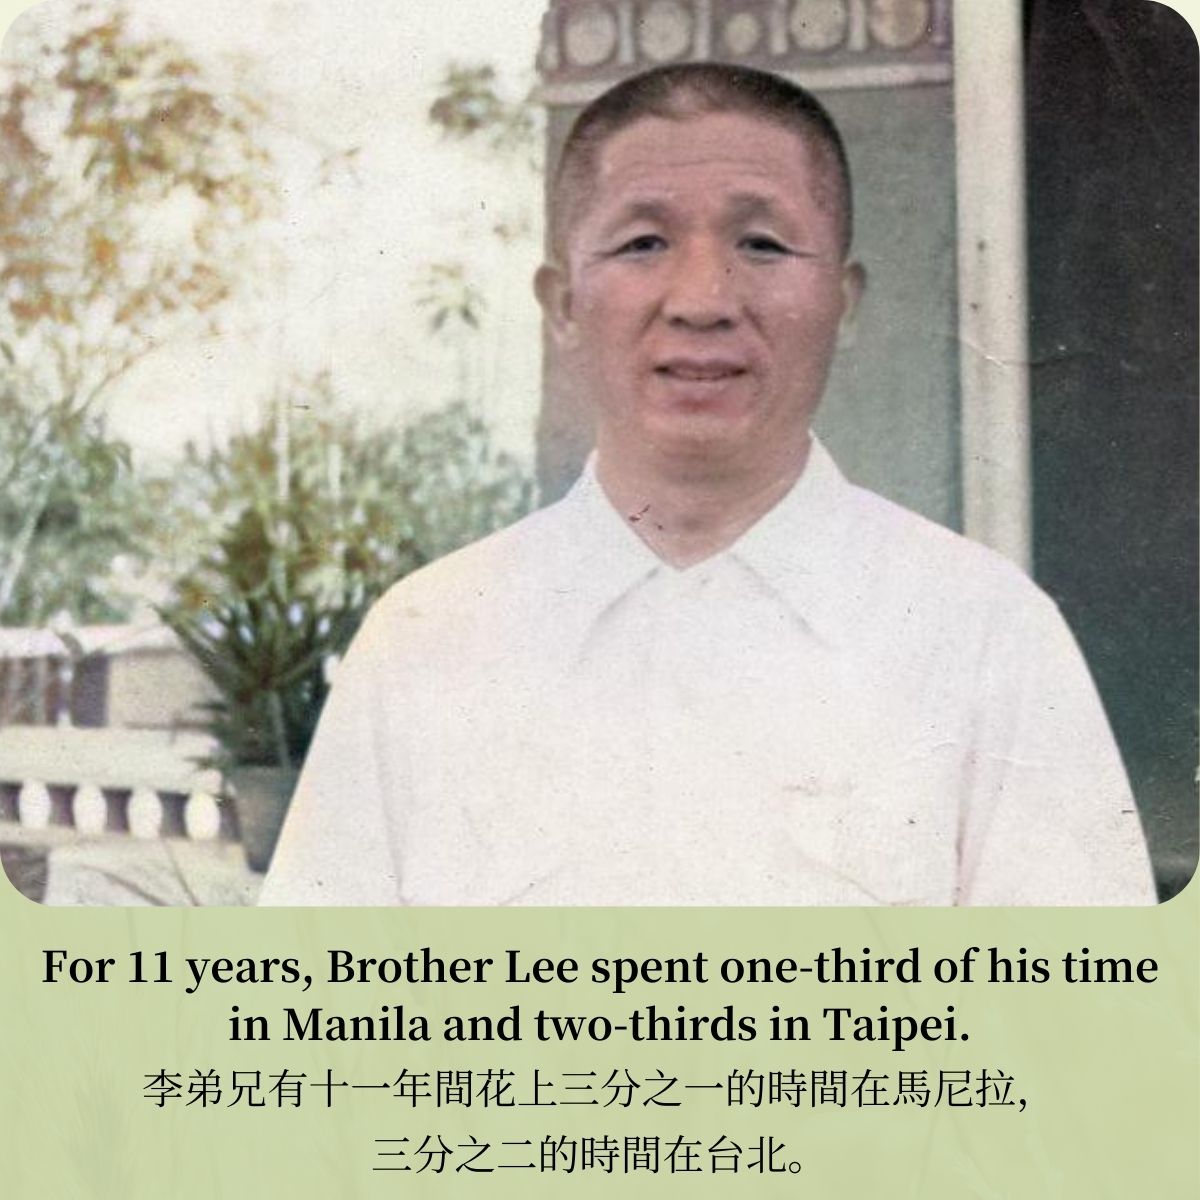 For 11 years, Brother Lee spent one-third of his time
in Manila and two-thirds in Taipei.
李弟兄有十一年間花上三分之一的時間在馬尼拉，
三分之二的時間在台北。